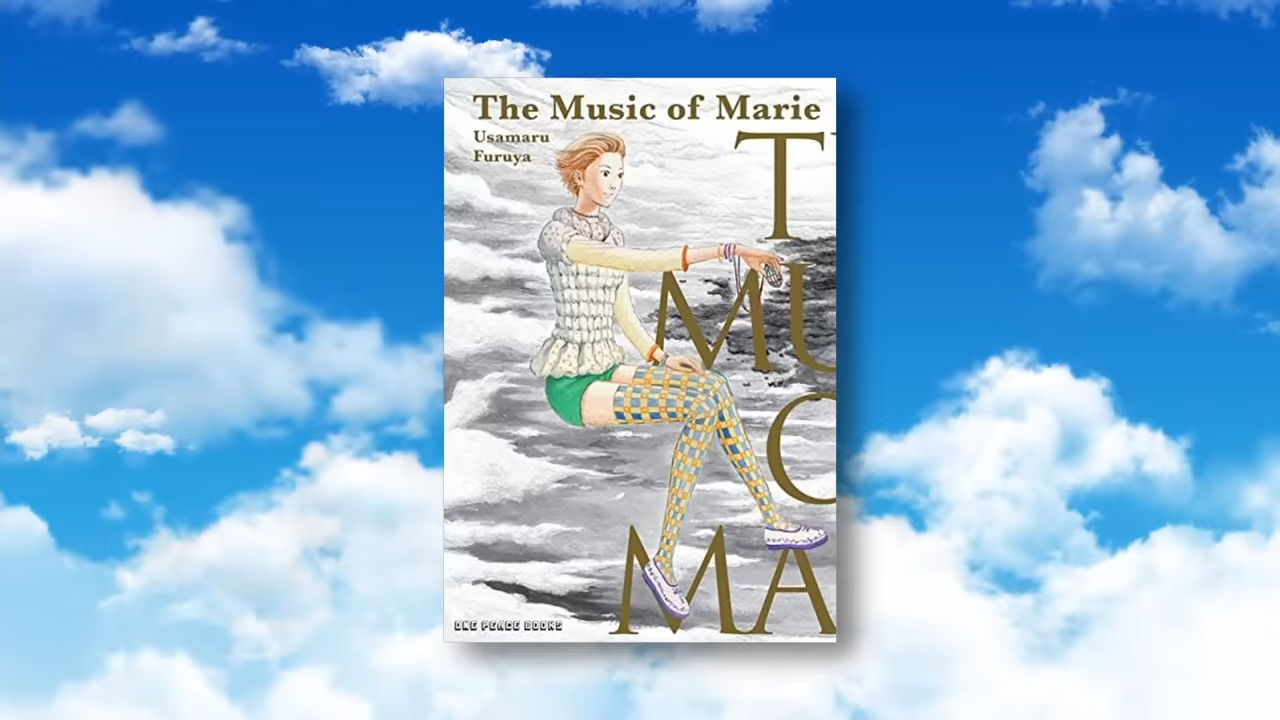 The Music of Marie
Usamaru
Furuya
T
MU
O
MA
ONE PEACE BOOKS